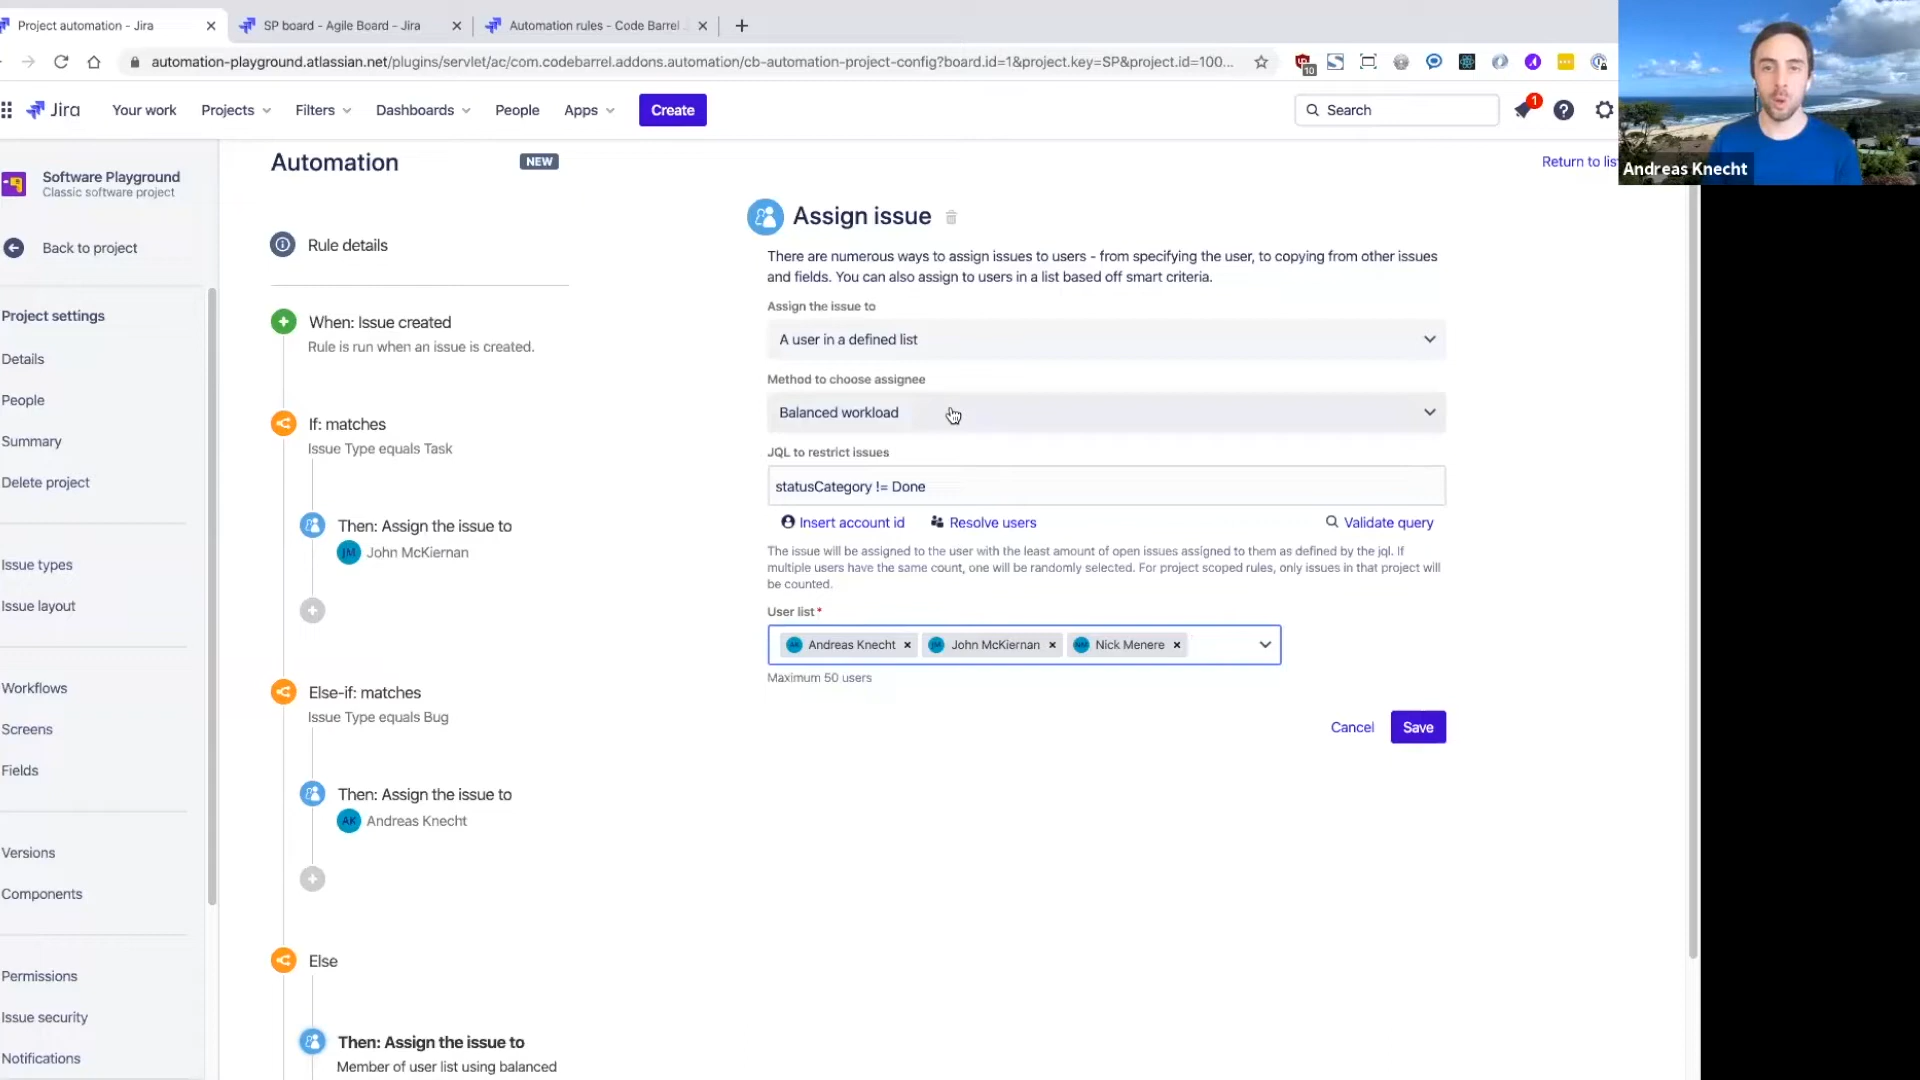 Project automation - Jira
SP board - Agile Board - Jira
Automation rules - Code Barrel
automation-playground.atlassian.net/plugins/servlet/ac/com.codebarrel.addons.automation/cb-automation-project-config?board.id=1&project.key=SP&project.id=100...
10
Jira
Your work
Projects
Filters
Dashboards
People
Apps
Create
Search
1
Andreas Knecht
Software Playground
Classic software project
Back to project
Project settings
Details
People
Summary
Delete project
Issue types
Issue layout
Workflows
Screens
Fields
Versions
Components
Permissions
Issue security
Notifications
Automation
NEW
Return to lis
Rule details
When: Issue created
Rule is run when an issue is created.
If: matches
Issue Type equals Task
Then: Assign the issue to
JM John McKiernan
Else-if: matches
Issue Type equals Bug
Then: Assign the issue to
AK Andreas Knecht
Else
Then: Assign the issue to
Member of user list using balanced
Assign issue
There are numerous ways to assign issues to users - from specifying the user, to copying from other issues
and fields. You can also assign to users in a list based off smart criteria.
Assign the issue to
A user in a defined list
Method to choose assignee
Balanced workload
JQL to restrict issues
statusCategory != Done
Insert account id
Resolve users
Validate query
The issue will be assigned to the user with the least amount of open issues assigned to them as defined by the jql. If
multiple users have the same count, one will be randomly selected. For project scoped rules, only issues in that project will
be counted.
User list *
Andreas Knecht
John McKiernan
Nick Menere
Maximum 50 users
Cancel
Save